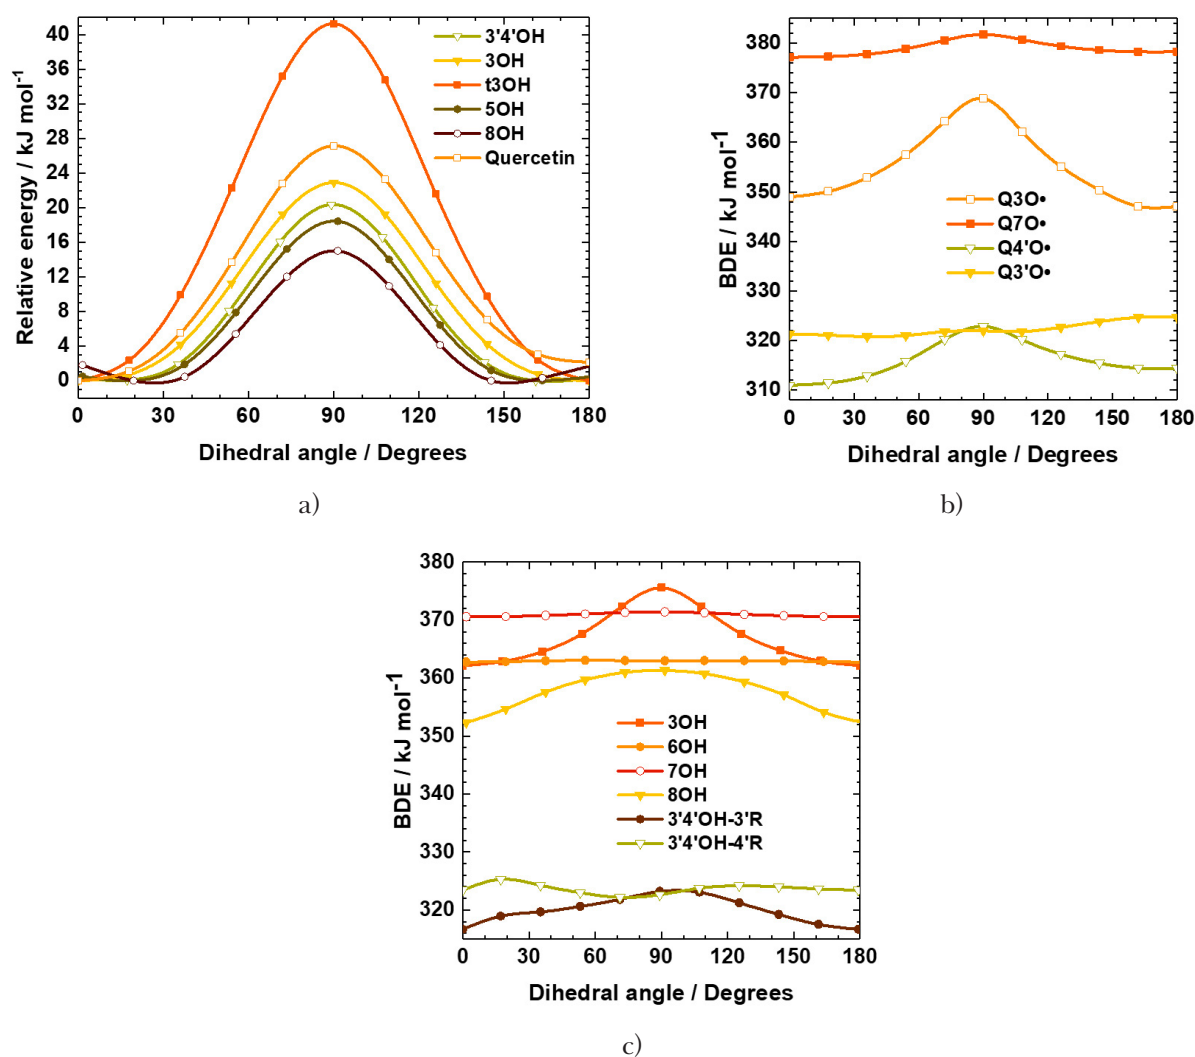 40
36
32
28
24
20
16
12
8
4
0
Relative energy / kJ mol-1
3'4'OH
3OH
t3OH
5OH
8OH
Quercetin
0 30 60 90 120 150 180
Dihedral angle / Degrees
a)
380
370
360
350
340
330
320
310
BDE / kJ mol-1
Q3O•
Q7O•
Q4'O•
Q3'O•
0 30 60 90 120 150 180
Dihedral angle / Degrees
b)
380
370
360
350
340
330
320
BDE / kJ mol-1
3OH
6OH
7OH
8OH
3'4'OH-3'R
3'4'OH-4'R
0 30 60 90 120 150 180
Dihedral angle / Degrees
c)